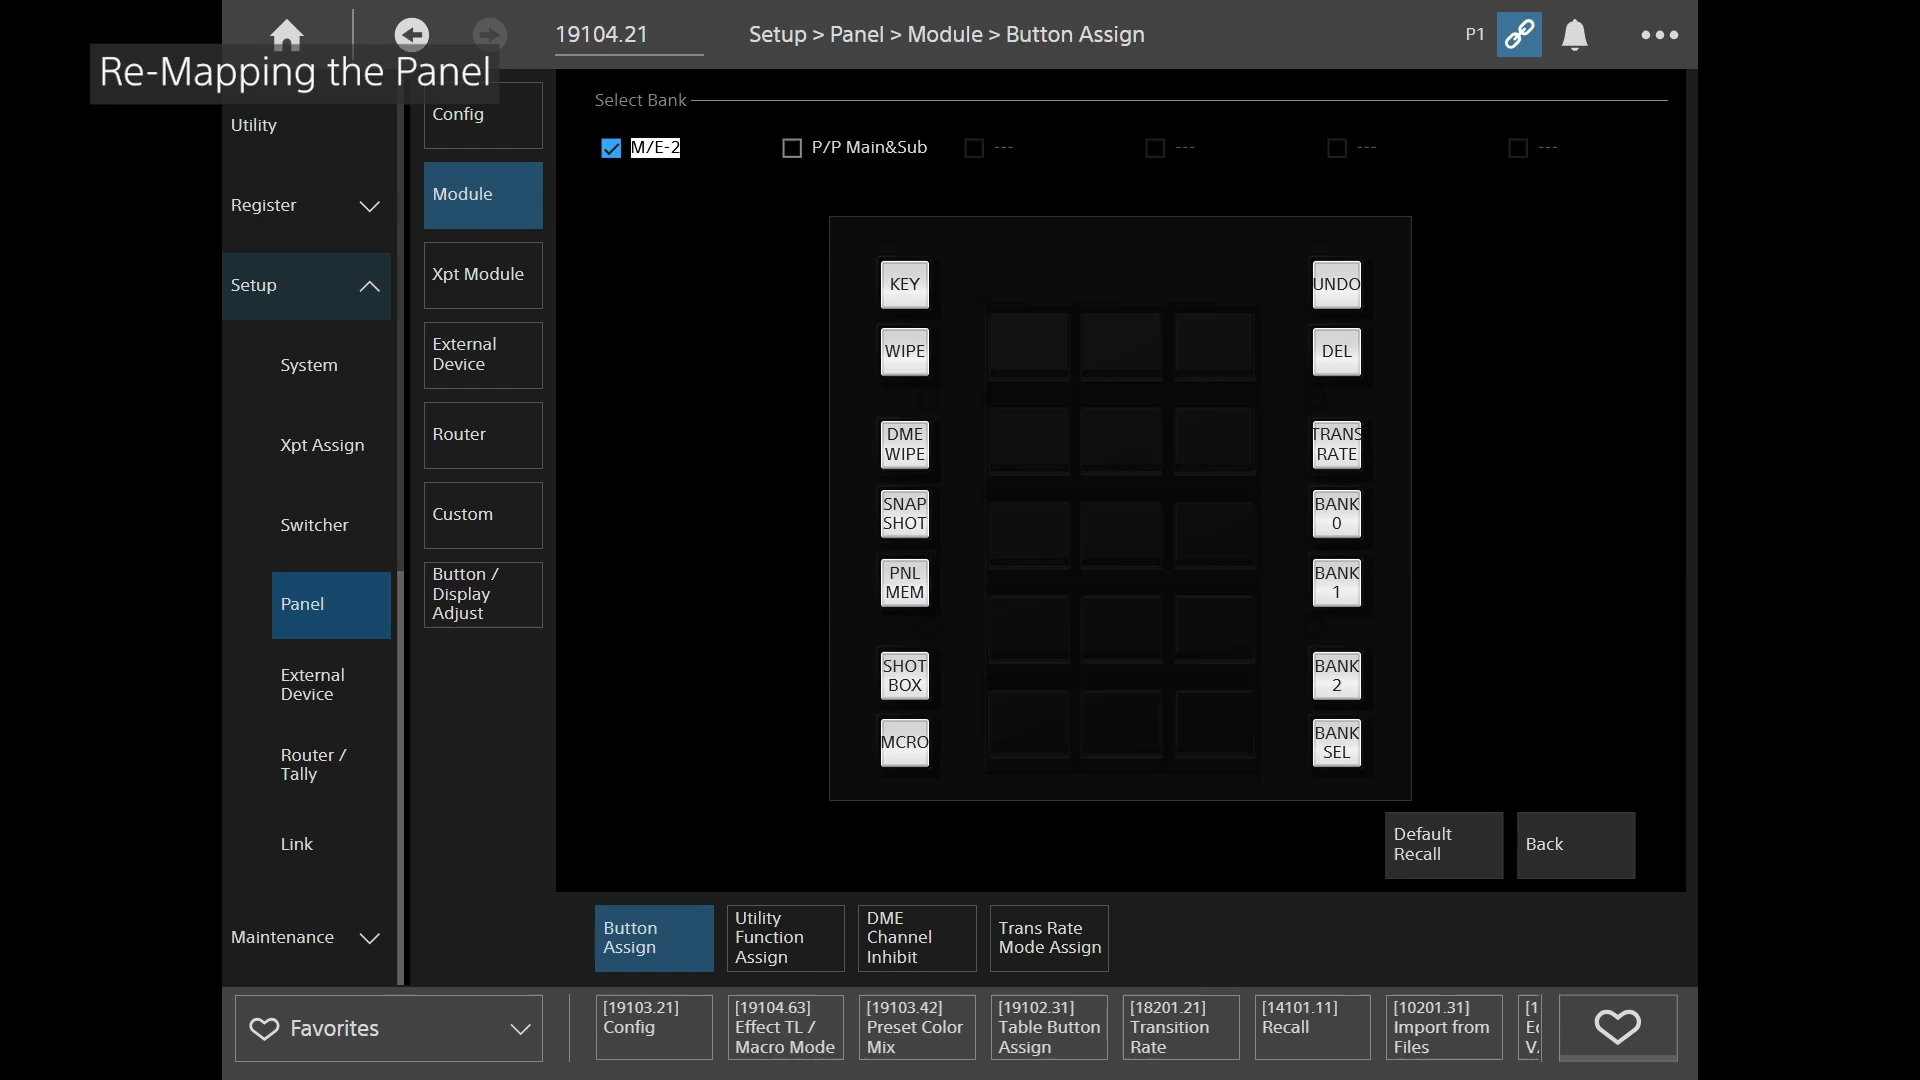 19104.21
Setup > Panel > Module > Button Assign
P1
Re-Mapping the Panel
Utility
Register
Setup
System
Xpt Assign
Switcher
Panel
External
Device
Router /
Tally
Link
Maintenance
Config
Module
Xpt Module
External
Device
Router
Custom
Button /
Display
Adjust
Select Bank
M/E-2
P/P Main&Sub
---
---
---
---
KEY
WIPE
DME
WIPE
SNAP
SHOT
PNL
MEM
SHOT
BOX
MCRO
UNDO
DEL
TRANS
RATE
BANK
0
BANK
1
BANK
2
BANK
SEL
Default
Recall
Back
Button
Assign
Utility
Function
Assign
DME
Channel
Inhibit
Trans Rate
Mode Assign
Favorites
[19103.21]
Config
[19104.63]
Effect TL /
Macro Mode
[19103.42]
Preset Color
Mix
[19102.31]
Table Button
Assign
[18201.21]
Transition
Rate
[14101.11]
Recall
[10201.31]
Import from
Files